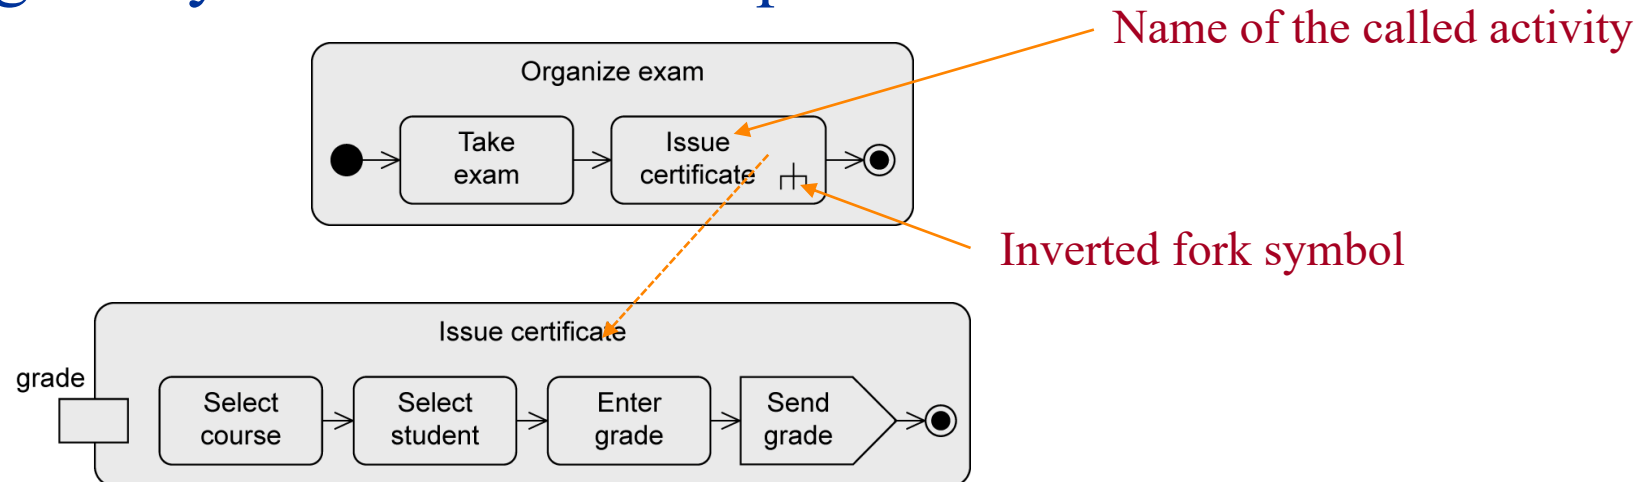 Name of the called activity
Organize exam
Take
exam
Issue
certificate
Inverted fork symbol
Issue certificate
grade
Select
course
Select
student
Enter
grade
Send
grade